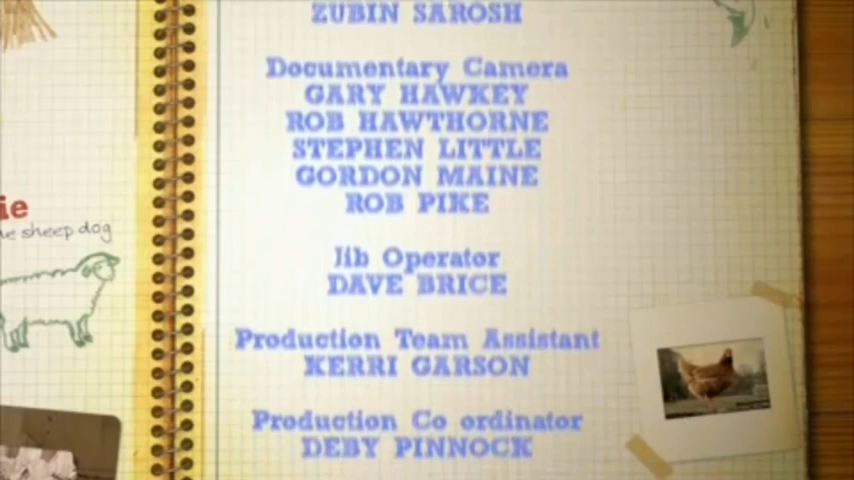 ZUBIN SAROSH
Documentary Camera
GARY HAWKEY
ROB HAWTHORNE
STEPHEN LITTLE
GORDON MAINE
ROB PIKE
Jib Operator
DAVE BRICE
Production Team Assistant
KERRI GARSON
Production Co ordinator
DEBY PINNOCK
ie
sheep dog